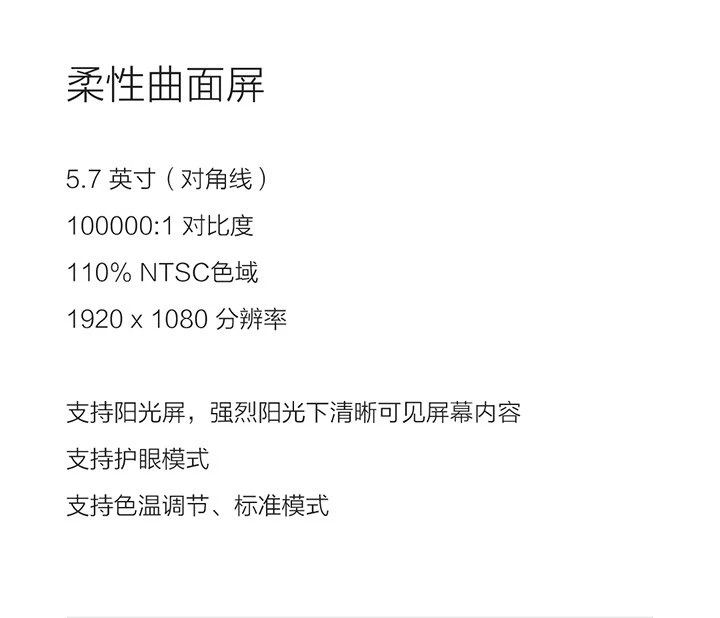 柔性曲面屏
5.7 英寸（对角线）
100000:1 对比度
110% NTSC色域
1920 x 1080 分辨率
支持阳光屏，强烈阳光下清晰可见屏幕内容
支持护眼模式
支持色温调节、标准模式